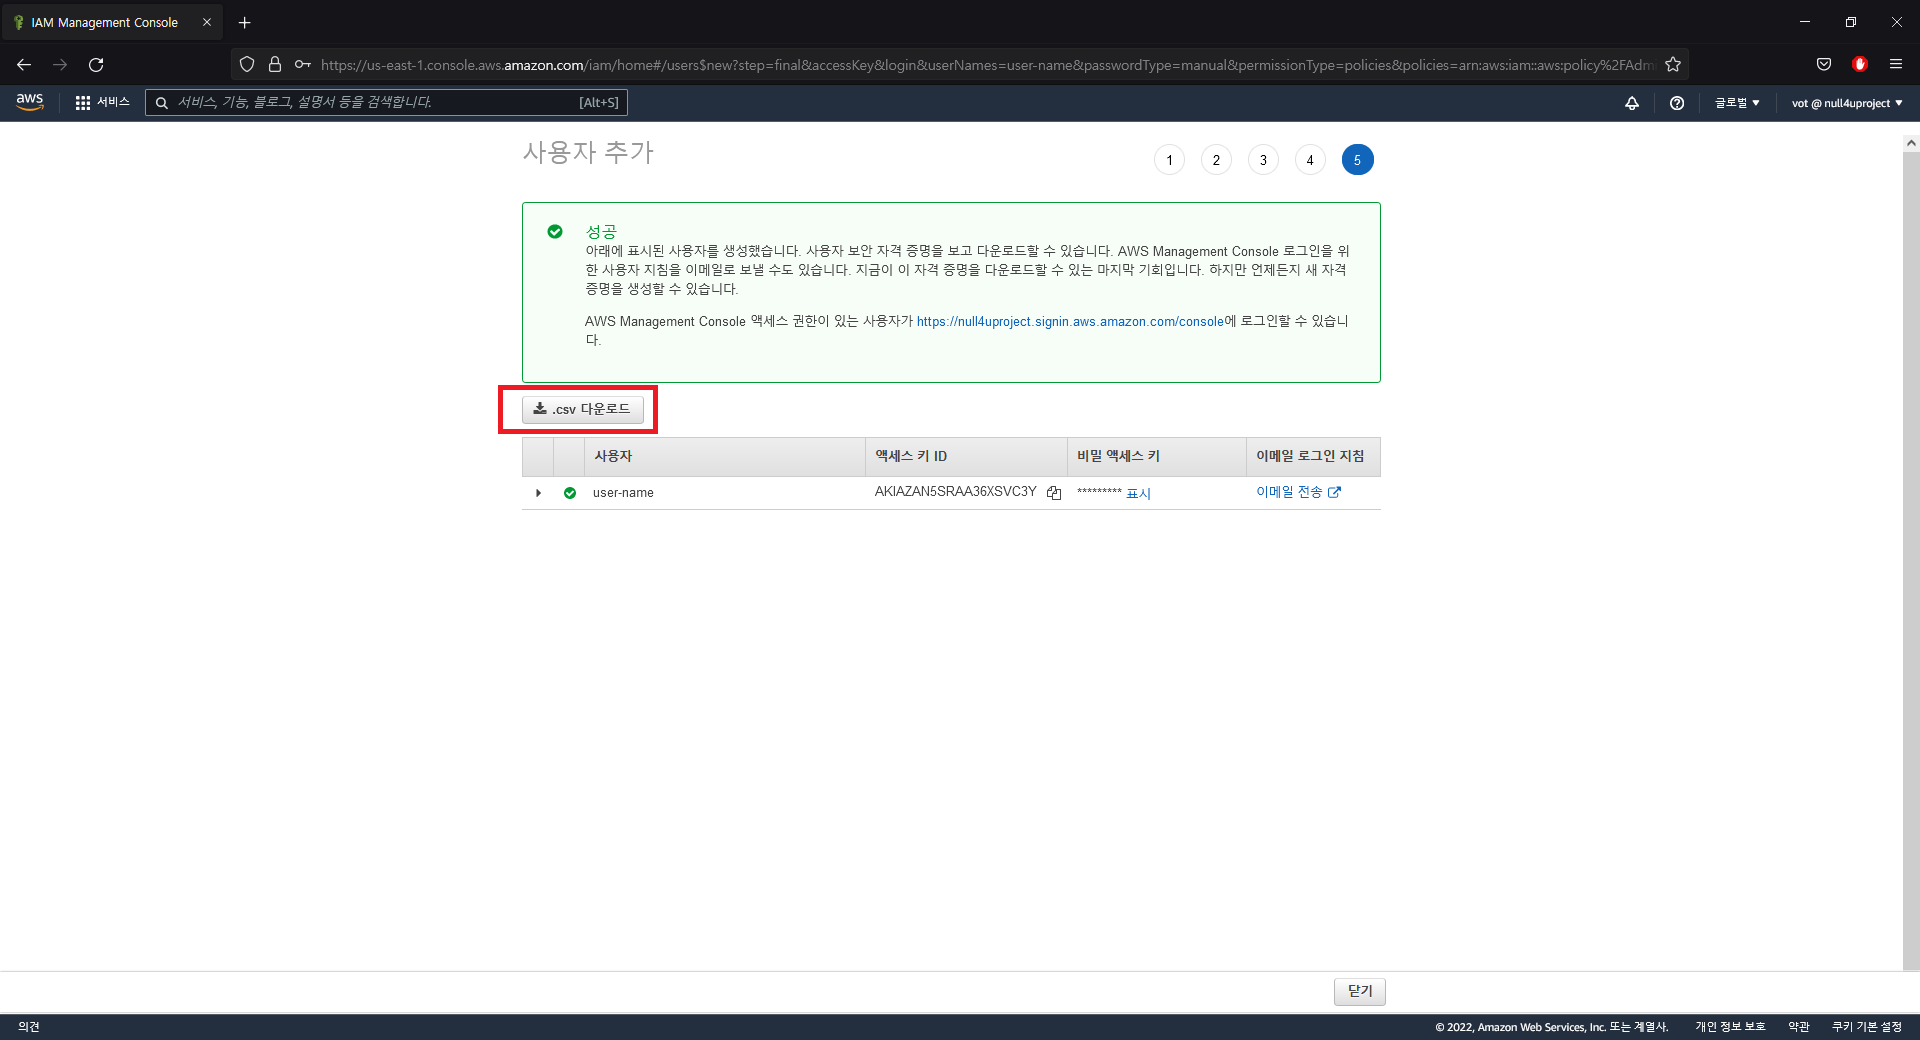 IAM Management Console
https://us-east-1.console.aws.amazon.com/iam/home#/users$new?step=final&accessKey&login&userNames=user-name&passwordType=manual&permissionType=policies&policies=arn:aws:iam::aws:policy%2FAdm
aws 서비스 서비스, 기능, 블로그, 설명서 등을 검색합니다. [Alt+S] 글로벌 vot @ null4uproject
사용자 추가
1 2 3 4 5
성공
아래에 표시된 사용자를 생성했습니다. 사용자 보안 자격 증명을 보고 다운로드할 수 있습니다. AWS Management Console 로그인을 위
한 사용자 지침을 이메일로 보낼 수도 있습니다. 지금이 이 자격 증명을 다운로드할 수 있는 마지막 기회입니다. 하지만 언제든지 새 자격
증명을 생성할 수 있습니다.
AWS Management Console 액세스 권한이 있는 사용자가 https://null4uproject.signin.aws.amazon.com/console에 로그인할 수 있습니
다.
.csv 다운로드
사용자 액세스 키 ID 비밀 액세스 키 이메일 로그인 지침
user-name AKIAZAN5SRAA36XSVC3Y ********* 표시 이메일 전송
닫기
의견 © 2022, Amazon Web Services, Inc. 또는 계열사. 개인 정보 보호 약관 쿠키 기본 설정